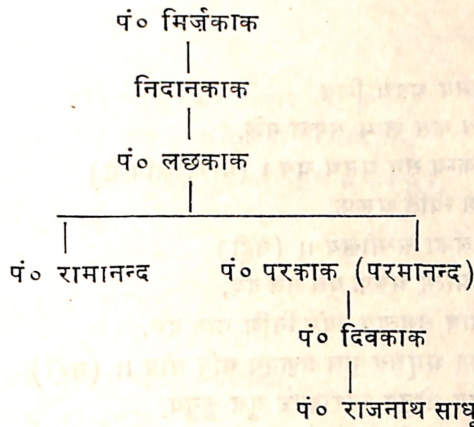 पं० मिर्ज़काक
निदानकाक
पं० लछकाक
पं० रामानन्द पं० परकाक (परमानन्द)
पं० दिवकाक
पं० राजनाथ साधु